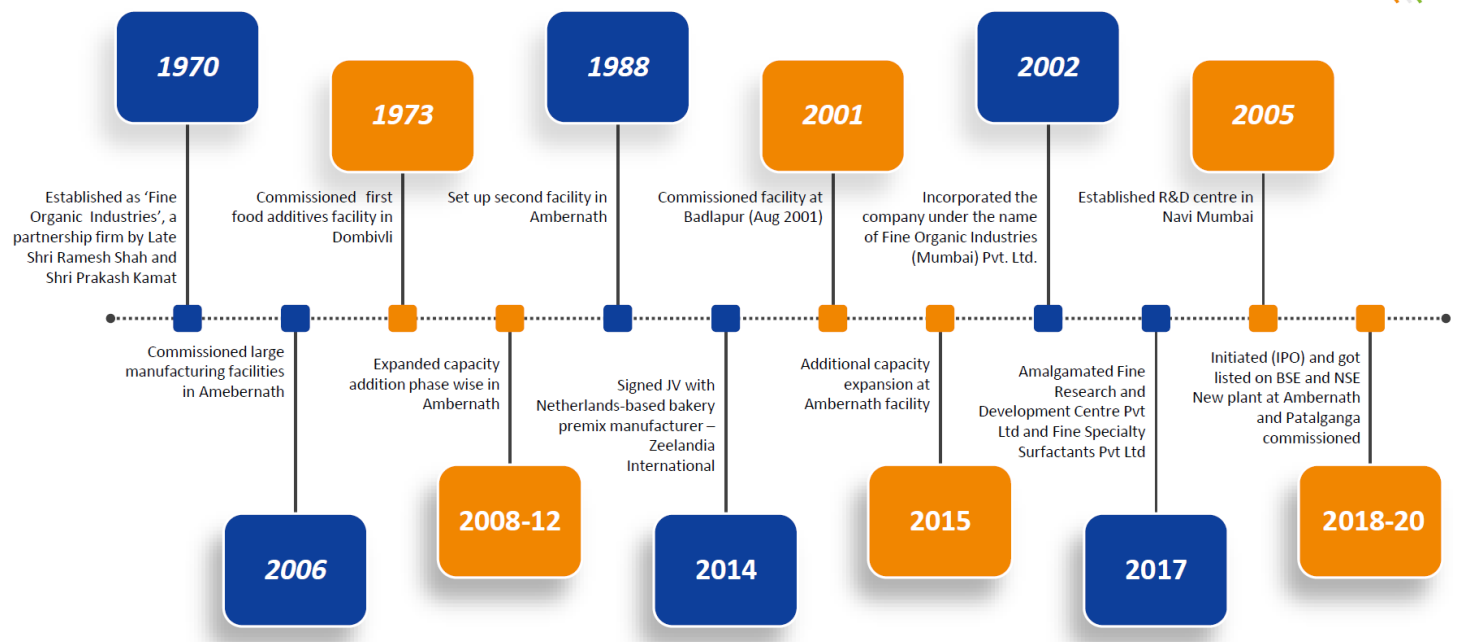 1970
Established as ‘Fine
Organic Industries’, a
partnership firm by Late
Shri Ramesh Shah and
Shri Prakash Kamat
1973
Commissioned first
food additives facility in
Dombivli
1988
Set up second facility in
Ambernath
2001
Commissioned facility at
Badlapur (Aug 2001)
2002
Incorporated the
company under the name
of Fine Organic Industries
(Mumbai) Pvt. Ltd.
2005
Established R&D centre in
Navi Mumbai
Commissioned large
manufacturing facilities
in Amebernath
2006
Expanded capacity
addition phase wise in
Ambernath
2008-12
Signed JV with
Netherlands-based bakery
premix manufacturer –
Zeelandia
International
2014
Additional capacity
expansion at
Ambernath facility
2015
Amalgamated Fine
Research and
Development Centre Pvt
Ltd and Fine Specialty
Surfactants Pvt Ltd
2017
Initiated (IPO) and got
listed on BSE and NSE
New plant at Ambernath
and Patalganga
commissioned
2018-20